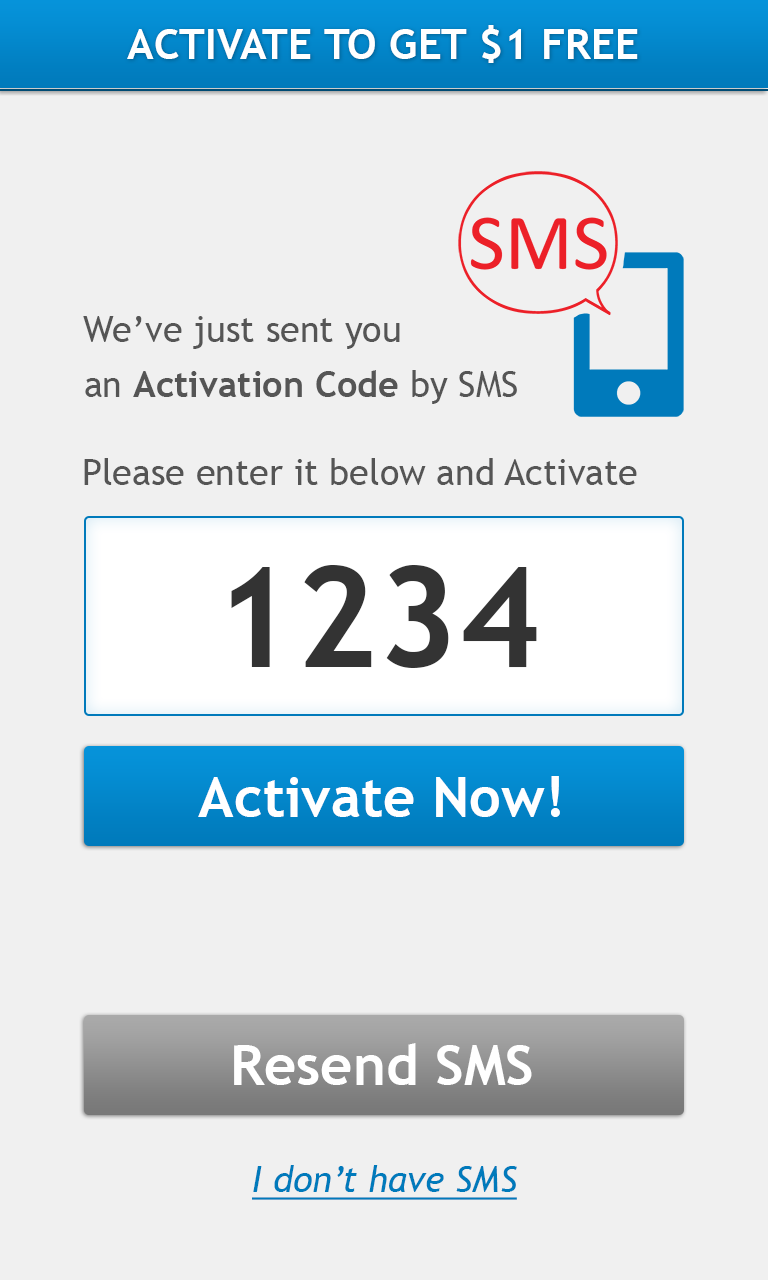 ACTIVATE TO GET $1 FREE
SMS
We’ve just sent you
an Activation Code by SMS
Please enter it below and Activate
1234
Activate Now!
Resend SMS
I don’t have SMS